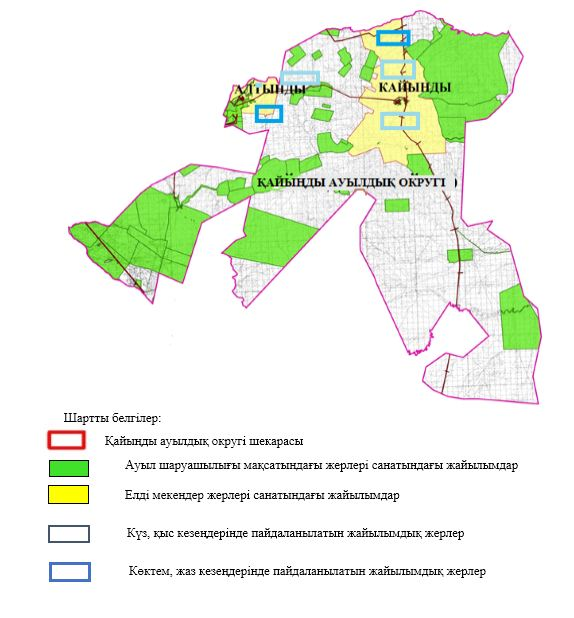 АЛТЫНДЫ
КАЙЫНДЫ
ҚАЙЫҢДЫ АУЫЛДЫҚ ОКРУГІ )
Шартты белгілер:
Қайыңды ауылдық округі шекарасы
Ауыл шаруашылығы мақсатындағы жерлері санатындағы жайылымдар
Елді мекендер жерлері санатындағы жайылымдар
Күз, қыс кезеңдерінде пайдаланылатын жайылымдық жерлер
Көктем, жаз кезеңдерінде пайдаланылатын жайылымдық жерлер